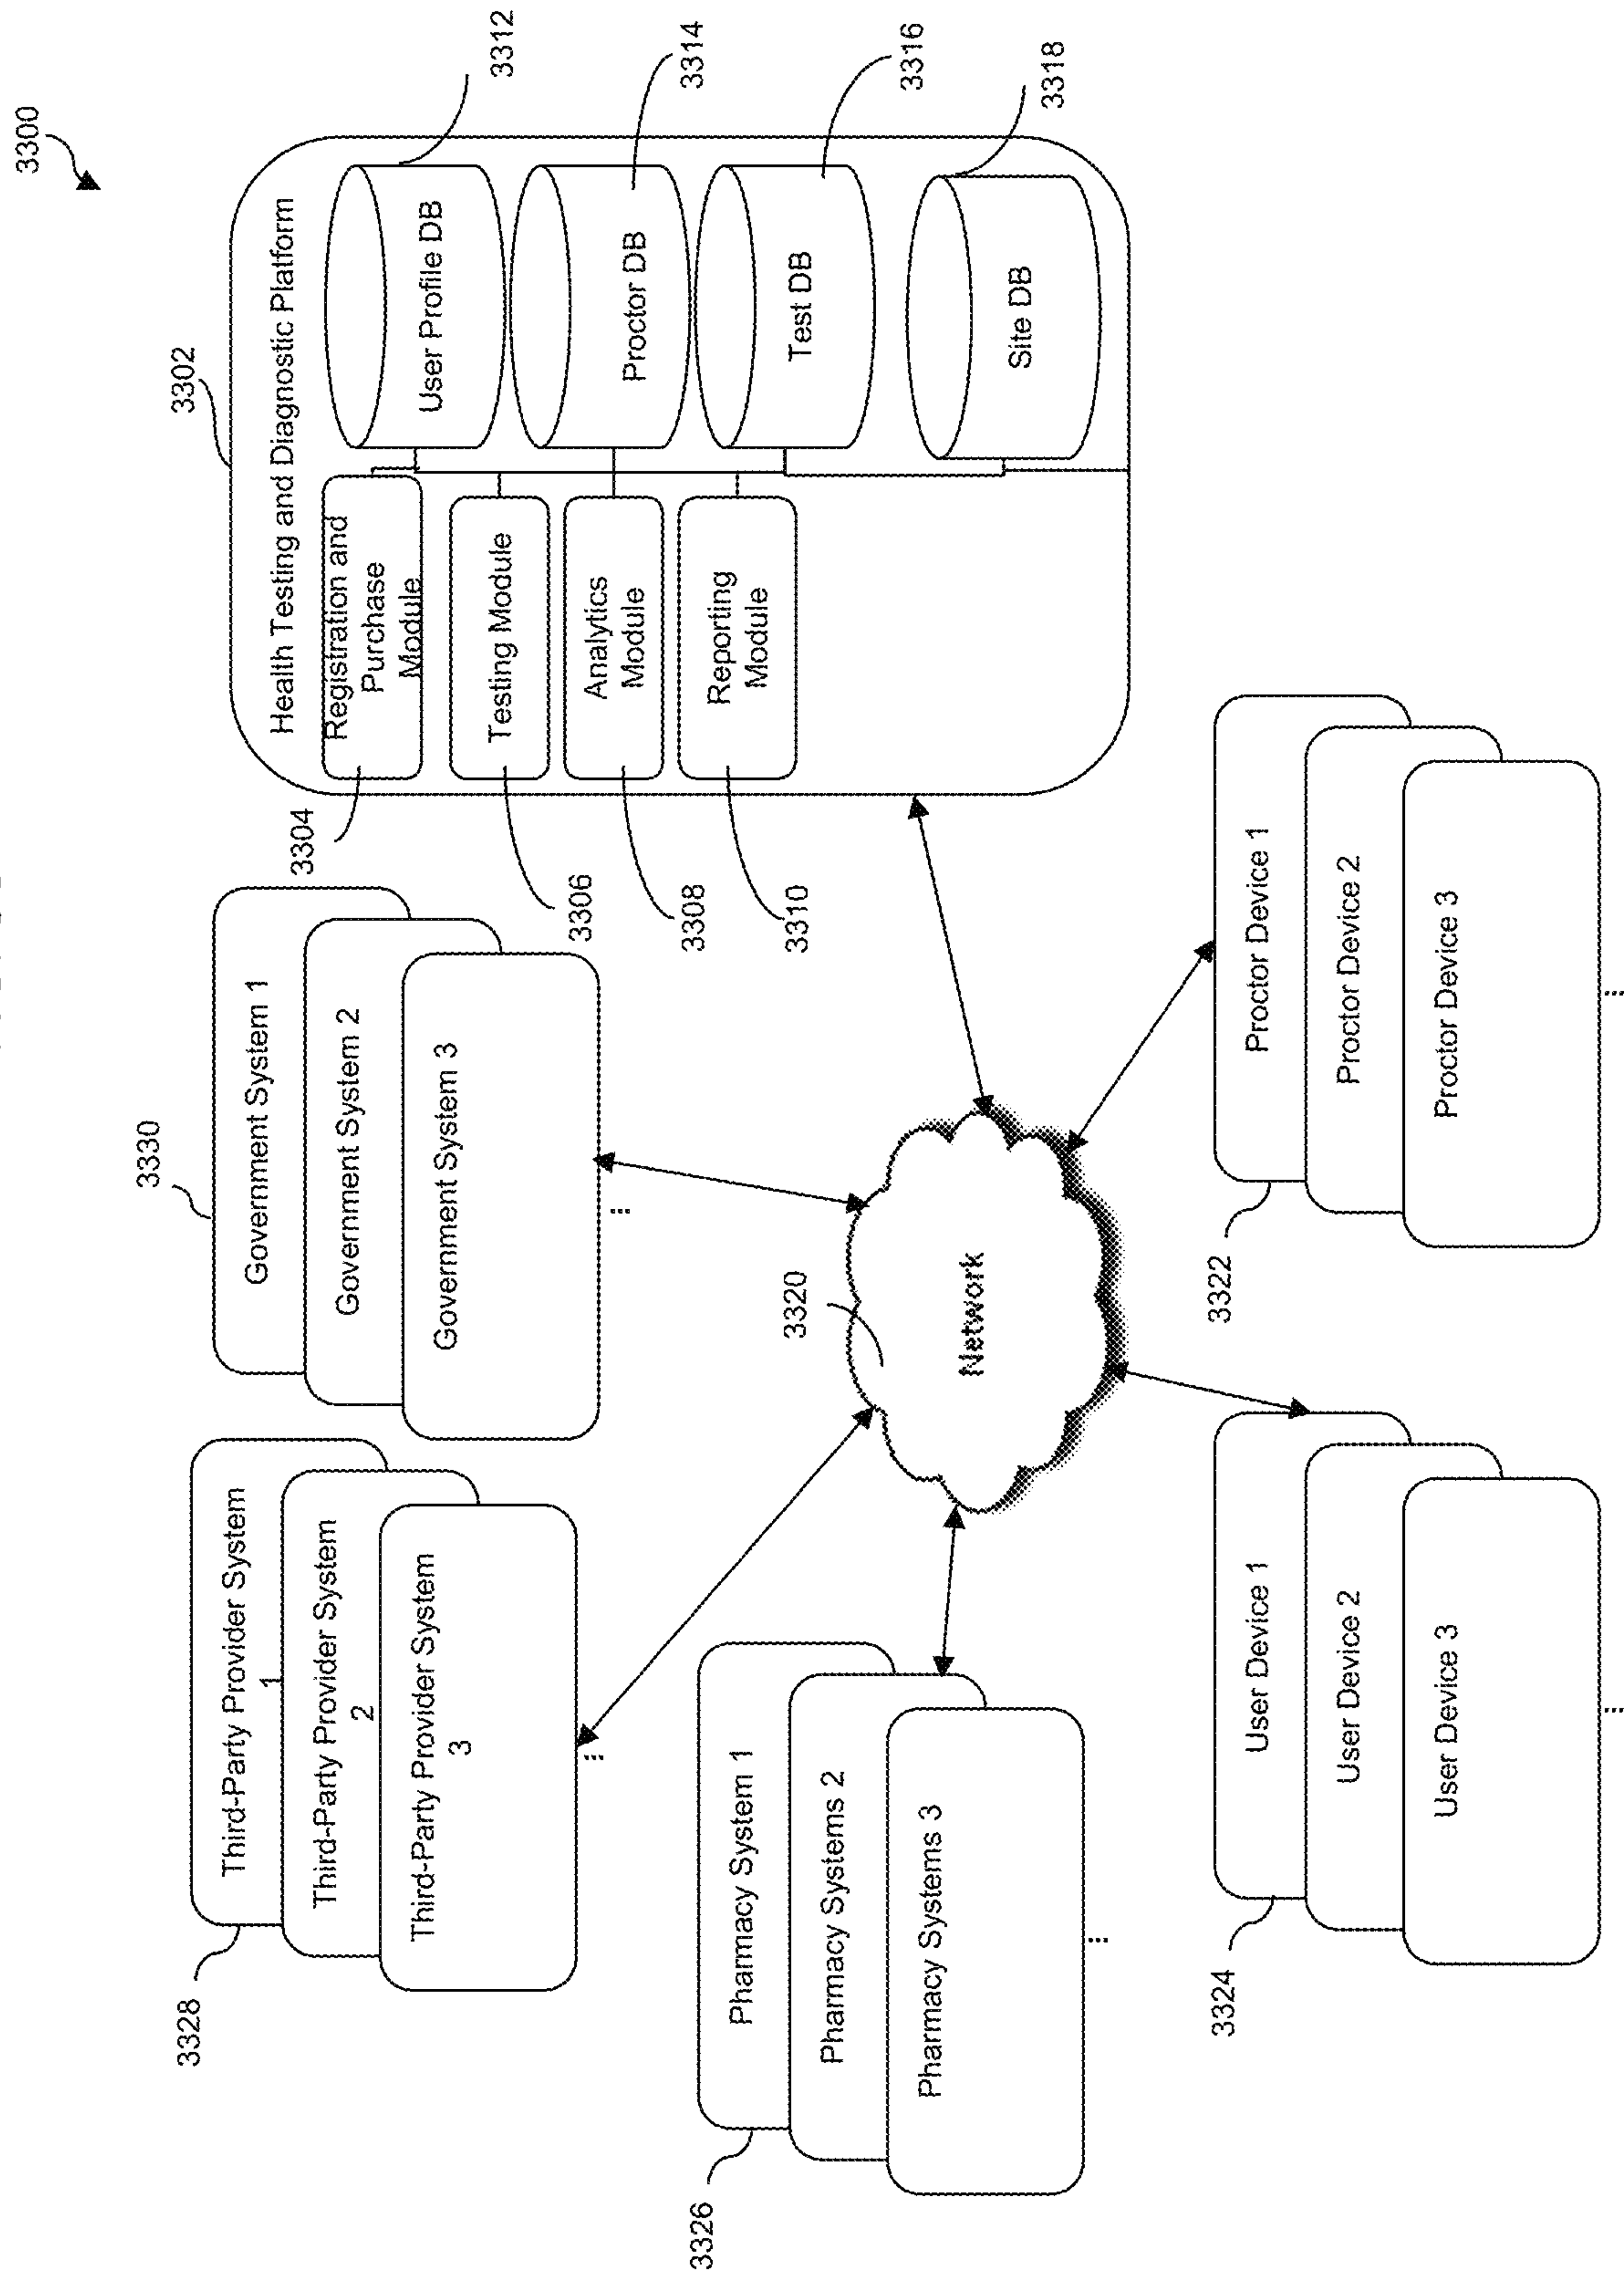 3300
3302
Health Testing and Diagnostic Platform
3304
Registration and
Purchase
Module
3306
Testing Module
3308
Analytics
Module
3310
Reporting
Module
User Profile DB
3312
Proctor DB
3314
Test DB
3316
Site DB
3318
3330
Government System 1
Government System 2
Government System 3
...
3328
Third-Party Provider System
1
Third-Party Provider System
2
Third-Party Provider System
3
...
3320
Network
3326
Pharmacy System 1
Pharmacy Systems 2
Pharmacy Systems 3
...
3324
User Device 1
User Device 2
User Device 3
...
3322
Proctor Device 1
Proctor Device 2
Proctor Device 3
...